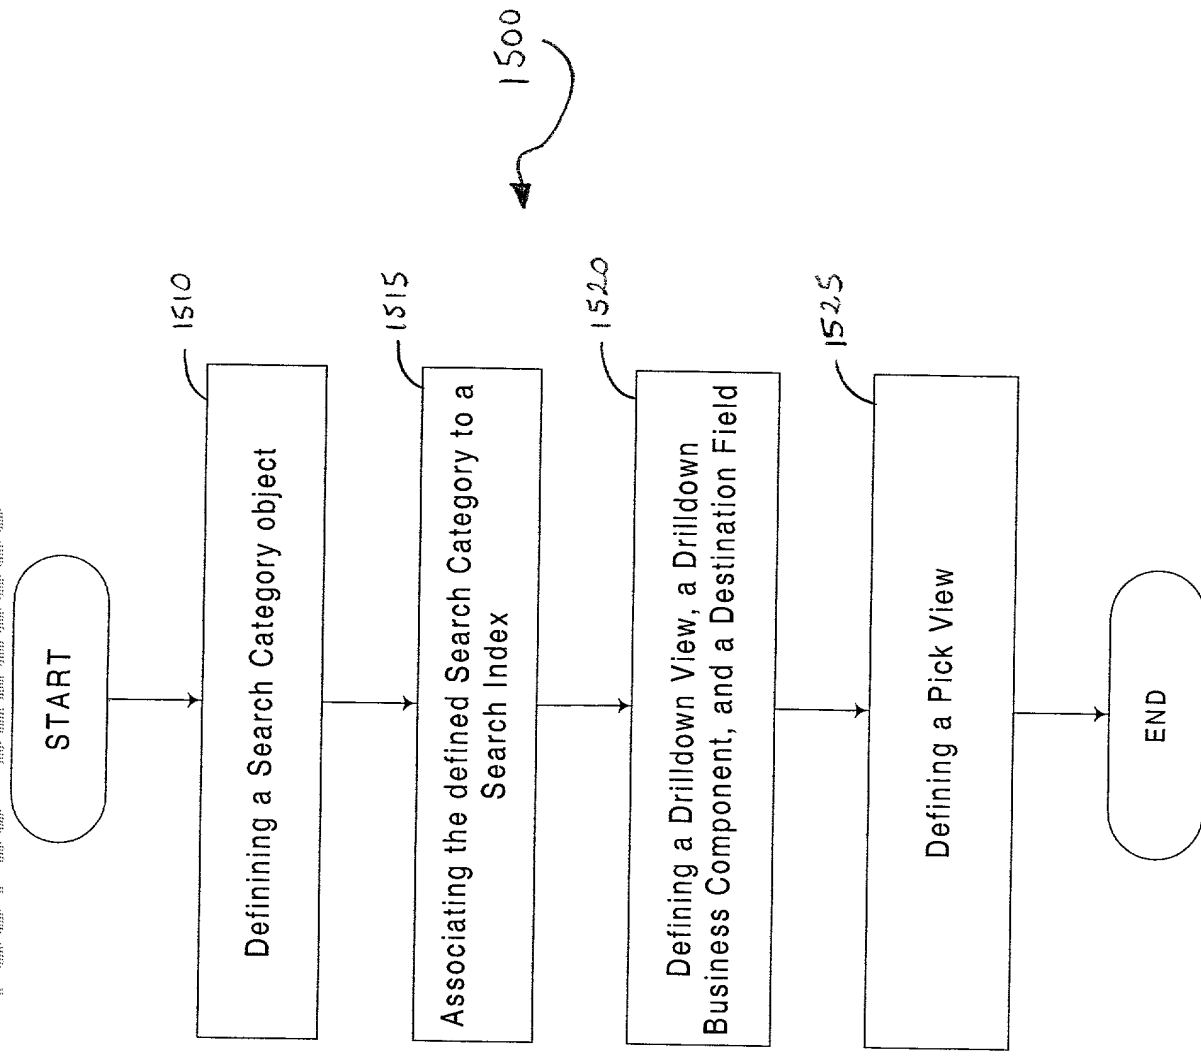 1500
START
1510
Definining a Search Category object
1515
Associating the defined Search Category to a
Search Index
1520
Defining a Drilldown View, a Drilldown
Business Component, and a Destination Field
1525
Defining a Pick View
END